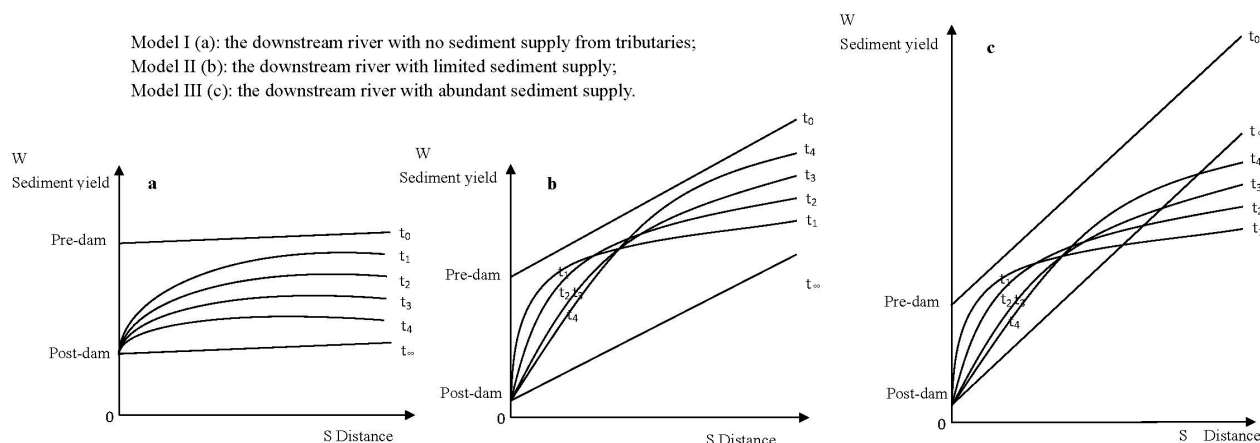 Model I (a): the downstream river with no sediment supply from tributaries;
Model II (b): the downstream river with limited sediment supply;
Model III (c): the downstream river with abundant sediment supply.
W
Sediment yield
a
Pre-dam
Post-dam
0
S Distance
t₀
t₁
t₂
t₃
t₄
t∞
W
Sediment yield
b
Pre-dam
Post-dam
0
S Distance
t₀
t₄
t₃
t₂
t₁
t∞
t₁
t₂ t₃
t₄
W
Sediment yield
c
Pre-dam
Post-dam
0
S Distance
t₀
t₄
t₃
t₂
t₁
t₂ t₃
t₄